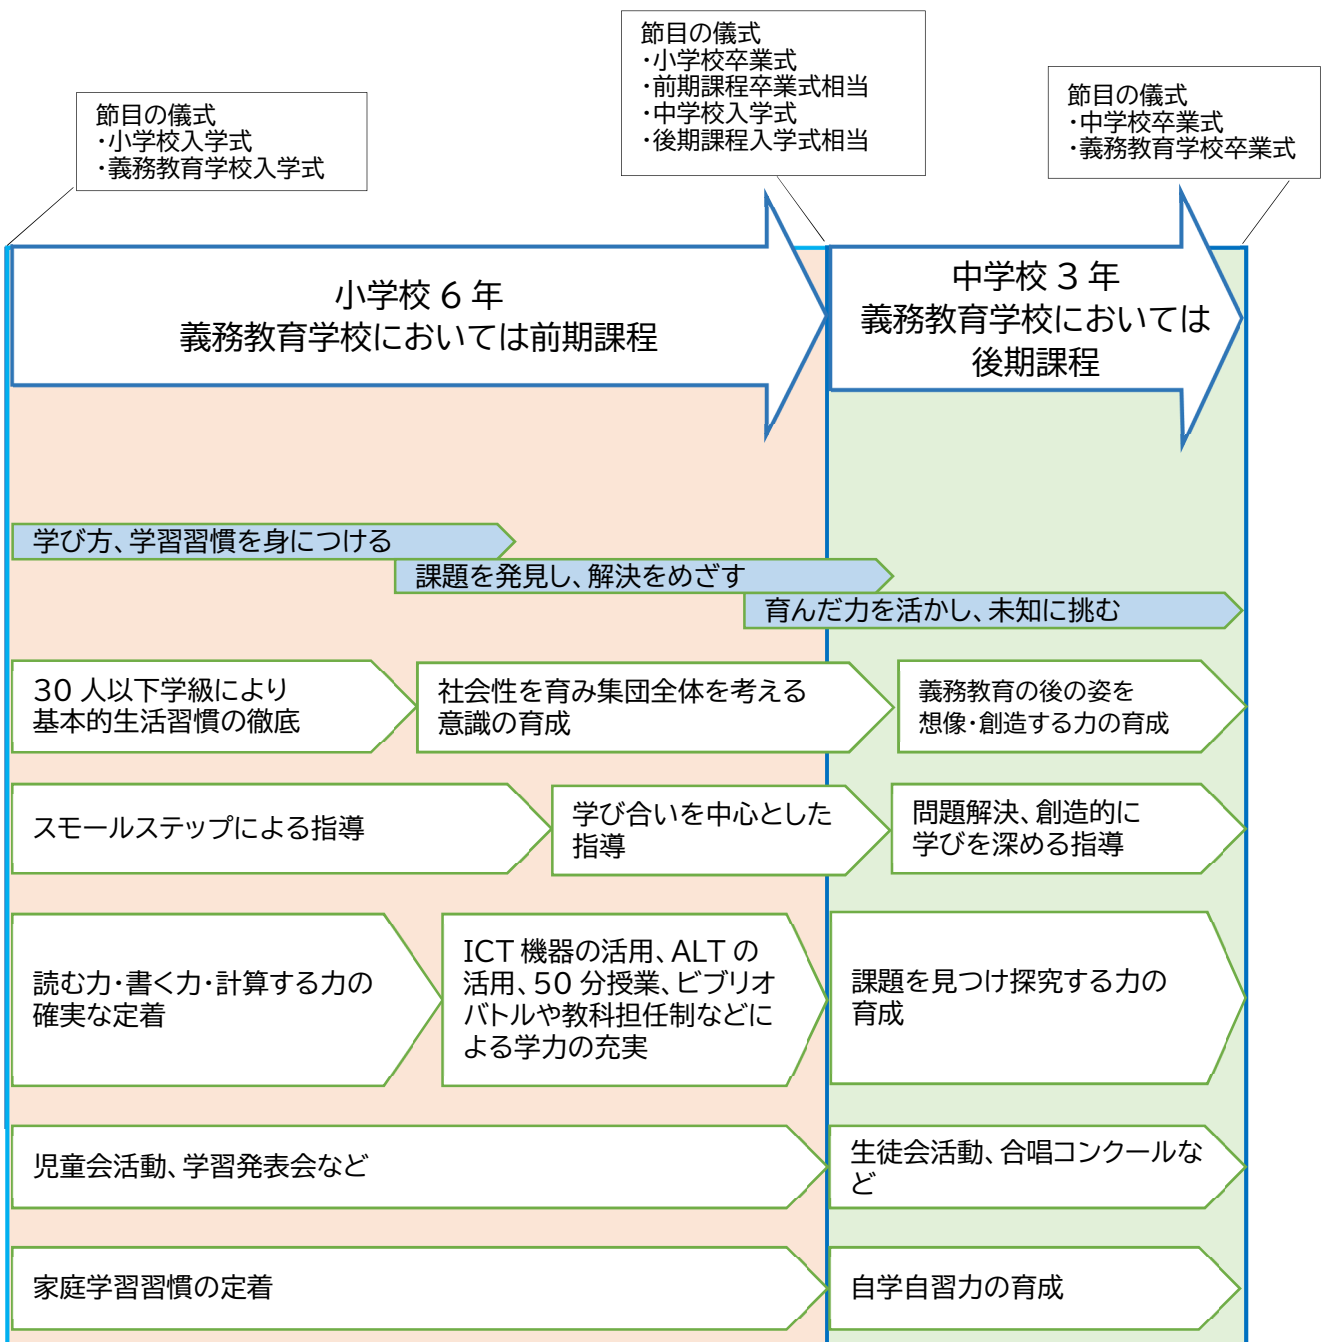 節目の儀式
・小学校入学式
・義務教育学校入学式
節目の儀式
・小学校卒業式
・前期課程卒業式相当
・中学校入学式
・後期課程入学式相当
節目の儀式
・中学校卒業式
・義務教育学校卒業式
小学校 6 年
義務教育学校においては前期課程
中学校 3 年
義務教育学校においては
後期課程
学び方、学習習慣を身につける
課題を発見し、解決をめざす
育んだ力を活かし、未知に挑む
30 人以下学級により
基本的生活習慣の徹底
社会性を育み集団全体を考える
意識の育成
義務教育の後の姿を
想像・創造する力の育成
スモールステップによる指導
学び合いを中心とした
指導
問題解決、創造的に
学びを深める指導
読む力・書く力・計算する力の
確実な定着
ICT 機器の活用、ALT の
活用、50 分授業、ビブリオ
バトルや教科担任制などに
よる学力の充実
課題を見つけ探究する力の
育成
児童会活動、学習発表会など
生徒会活動、合唱コンクールな
ど
家庭学習習慣の定着
自学自習力の育成